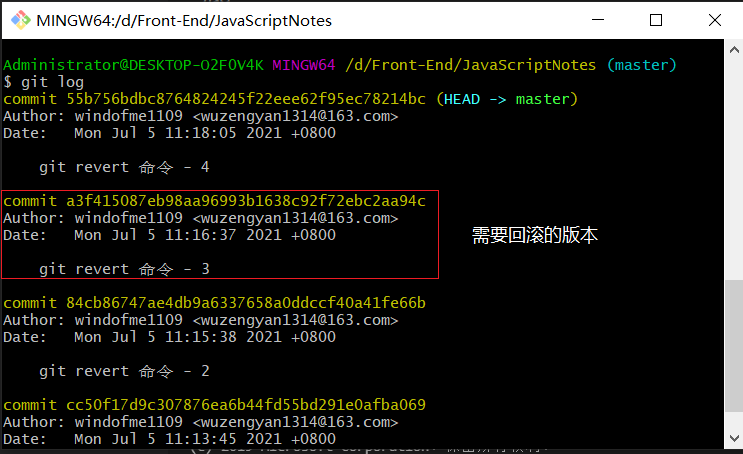 MINGW64:/d/Front-End/JavaScriptNotes
Administrator@DESKTOP-O2F0V4K MINGW64 /d/Front-End/JavaScriptNotes (master)
$ git log
commit 55b756bdbc8764824245f22eee62f95ec78214bc (HEAD -> master)
Author: windofme1109 <wuzengyan1314@163.com>
Date:   Mon Jul 5 11:18:05 2021 +0800
git revert 命令 - 4
commit a3f415087eb98aa96993b1638c92f72ebc2aa94c
Author: windofme1109 <wuzengyan1314@163.com>
Date:   Mon Jul 5 11:16:37 2021 +0800
需要回滚的版本
git revert 命令 - 3
commit 84cb86747ae4db9a6337658a0ddccf40a41fe66b
Author: windofme1109 <wuzengyan1314@163.com>
Date:   Mon Jul 5 11:15:38 2021 +0800
git revert 命令 - 2
commit cc50f17d9c307876ea6b44fd55bd291e0afba069
Author: windofme1109 <wuzengyan1314@163.com>
Date:   Mon Jul 5 11:13:45 2021 +0800